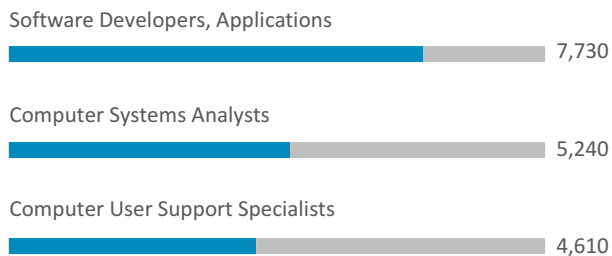 Software Developers, Applications
7,730
Computer Systems Analysts
5,240
Computer User Support Specialists
4,610